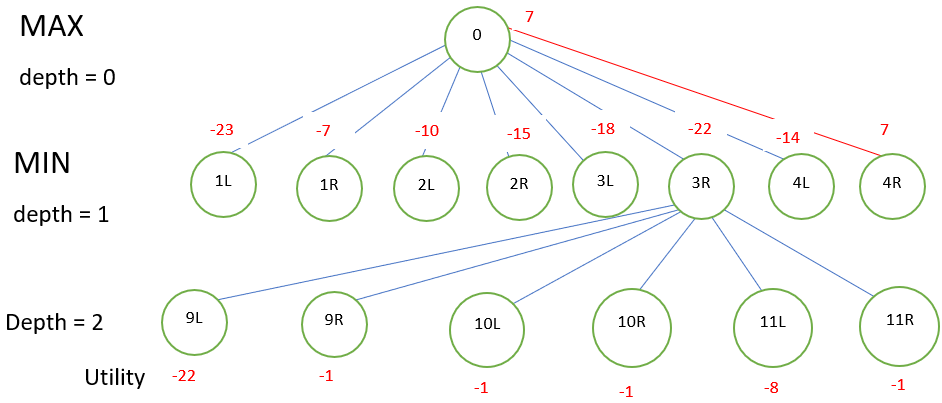 MAX
7
0
depth = 0
-23 -7 -10 -15 -18 -22 -14 7
MIN
1L 1R 2L 2R 3L 3R 4L 4R
depth = 1
Depth = 2
9L 9R 10L 10R 11L 11R
Utility -22 -1 -1 -1 -8 -1